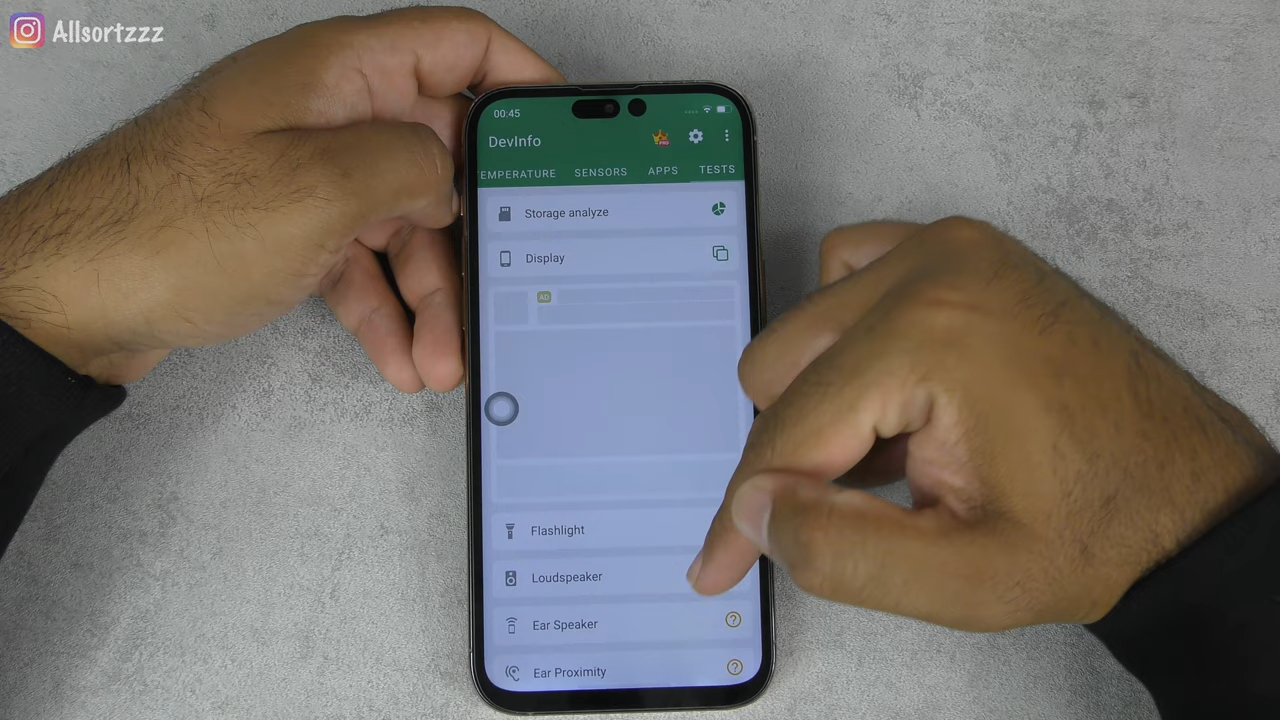 Allsortzzz
00:45
DevInfo
PRO
EMPERATURE SENSORS APPS TESTS
Storage analyze
Display
AD
Flashlight
Loudspeaker
Ear Speaker
?
Ear Proximity
?